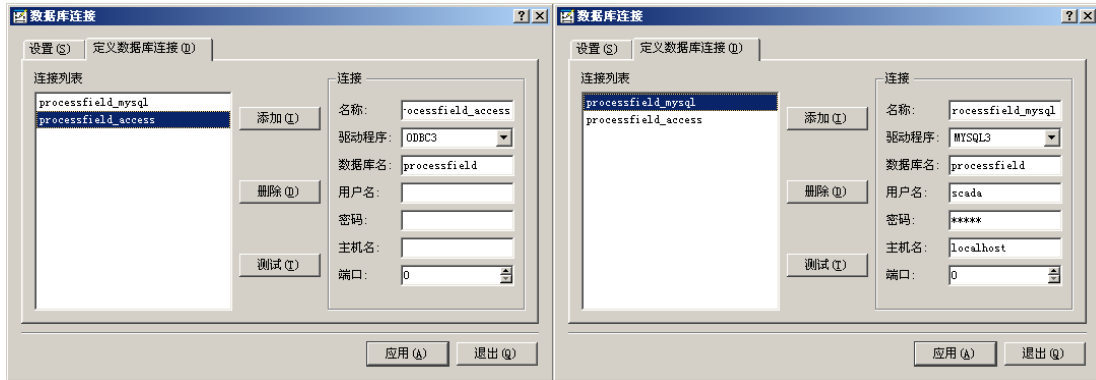 数据库连接
设置(S) 定义数据库连接(D)
连接列表
processfield_mysql
processfield_access
添加(I)
删除(D)
测试(T)
连接
名称: rocessfield_access
驱动程序: ODBC3
数据库名: processfield
用户名:
密码:
主机名:
端口: 0
应用(A) 退出(Q)
数据库连接
设置(S) 定义数据库连接(D)
连接列表
processfield_mysql
processfield_access
添加(I)
删除(D)
测试(T)
连接
名称: rocessfield_mysql
驱动程序: MYSQL3
数据库名: processfield
用户名: scada
密码: *****
主机名: localhost
端口: 0
应用(A) 退出(Q)